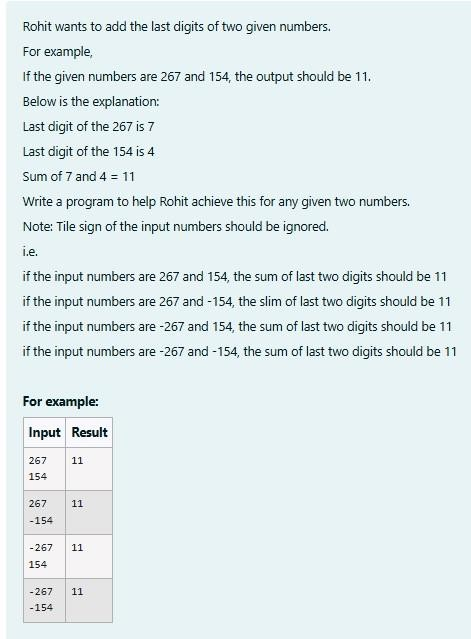 Rohit wants to add the last digits of two given numbers.
For example,
If the given numbers are 267 and 154, the output should be 11.
Below is the explanation:
Last digit of the 267 is 7
Last digit of the 154 is 4
Sum of 7 and 4 = 11
Write a program to help Rohit achieve this for any given two numbers.
Note: Tile sign of the input numbers should be ignored.
i.e.
if the input numbers are 267 and 154, the sum of last two digits should be 11
if the input numbers are 267 and -154, the slim of last two digits should be 11
if the input numbers are -267 and 154, the sum of last two digits should be 11
if the input numbers are -267 and -154, the sum of last two digits should be 11
For example:
Input Result
267 11
154
267 11
-154
-267 11
154
-267 11
-154